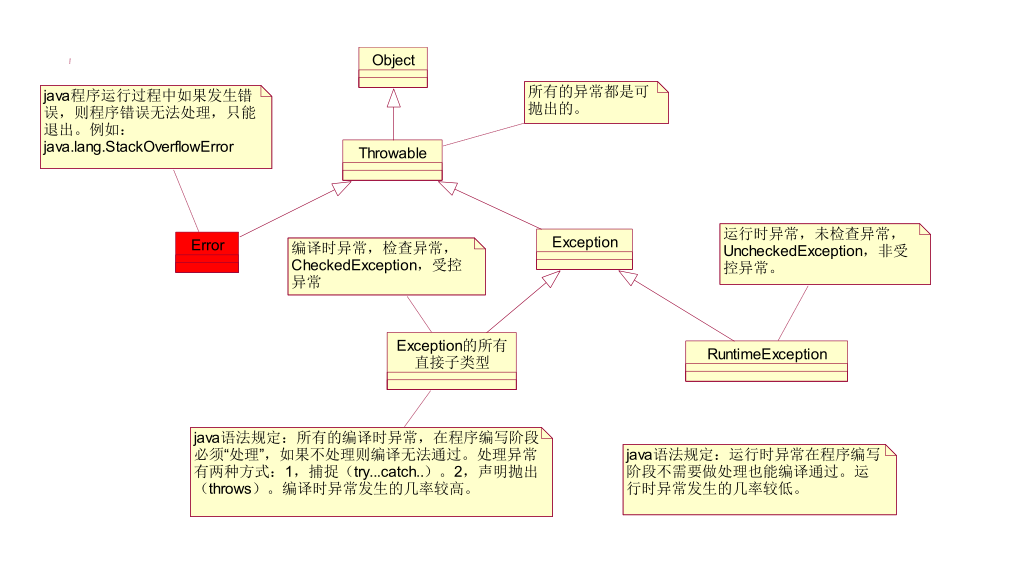 Object
java程序运行过程中如果发生错
误，则程序错误无法处理，只能
退出。例如：
java.lang.StackOverflowError
所有的异常都是可
抛出的。
Throwable
Error
编译时异常，检查异常，
CheckedException，受控
异常
Exception
运行时异常，未检查异常，
UncheckedException，非受
控异常。
Exception的所有
直接子类型
RuntimeException
java语法规定：所有的编译时异常，在程序编写阶段
必须“处理”，如果不处理则编译无法通过。处理异常
有两种方式：1，捕捉（try...catch..）。2，声明抛出
（throws）。编译时异常发生的几率较高。
java语法规定：运行时异常在程序编写
阶段不需要做处理也能编译通过。运
行时异常发生的几率较低。